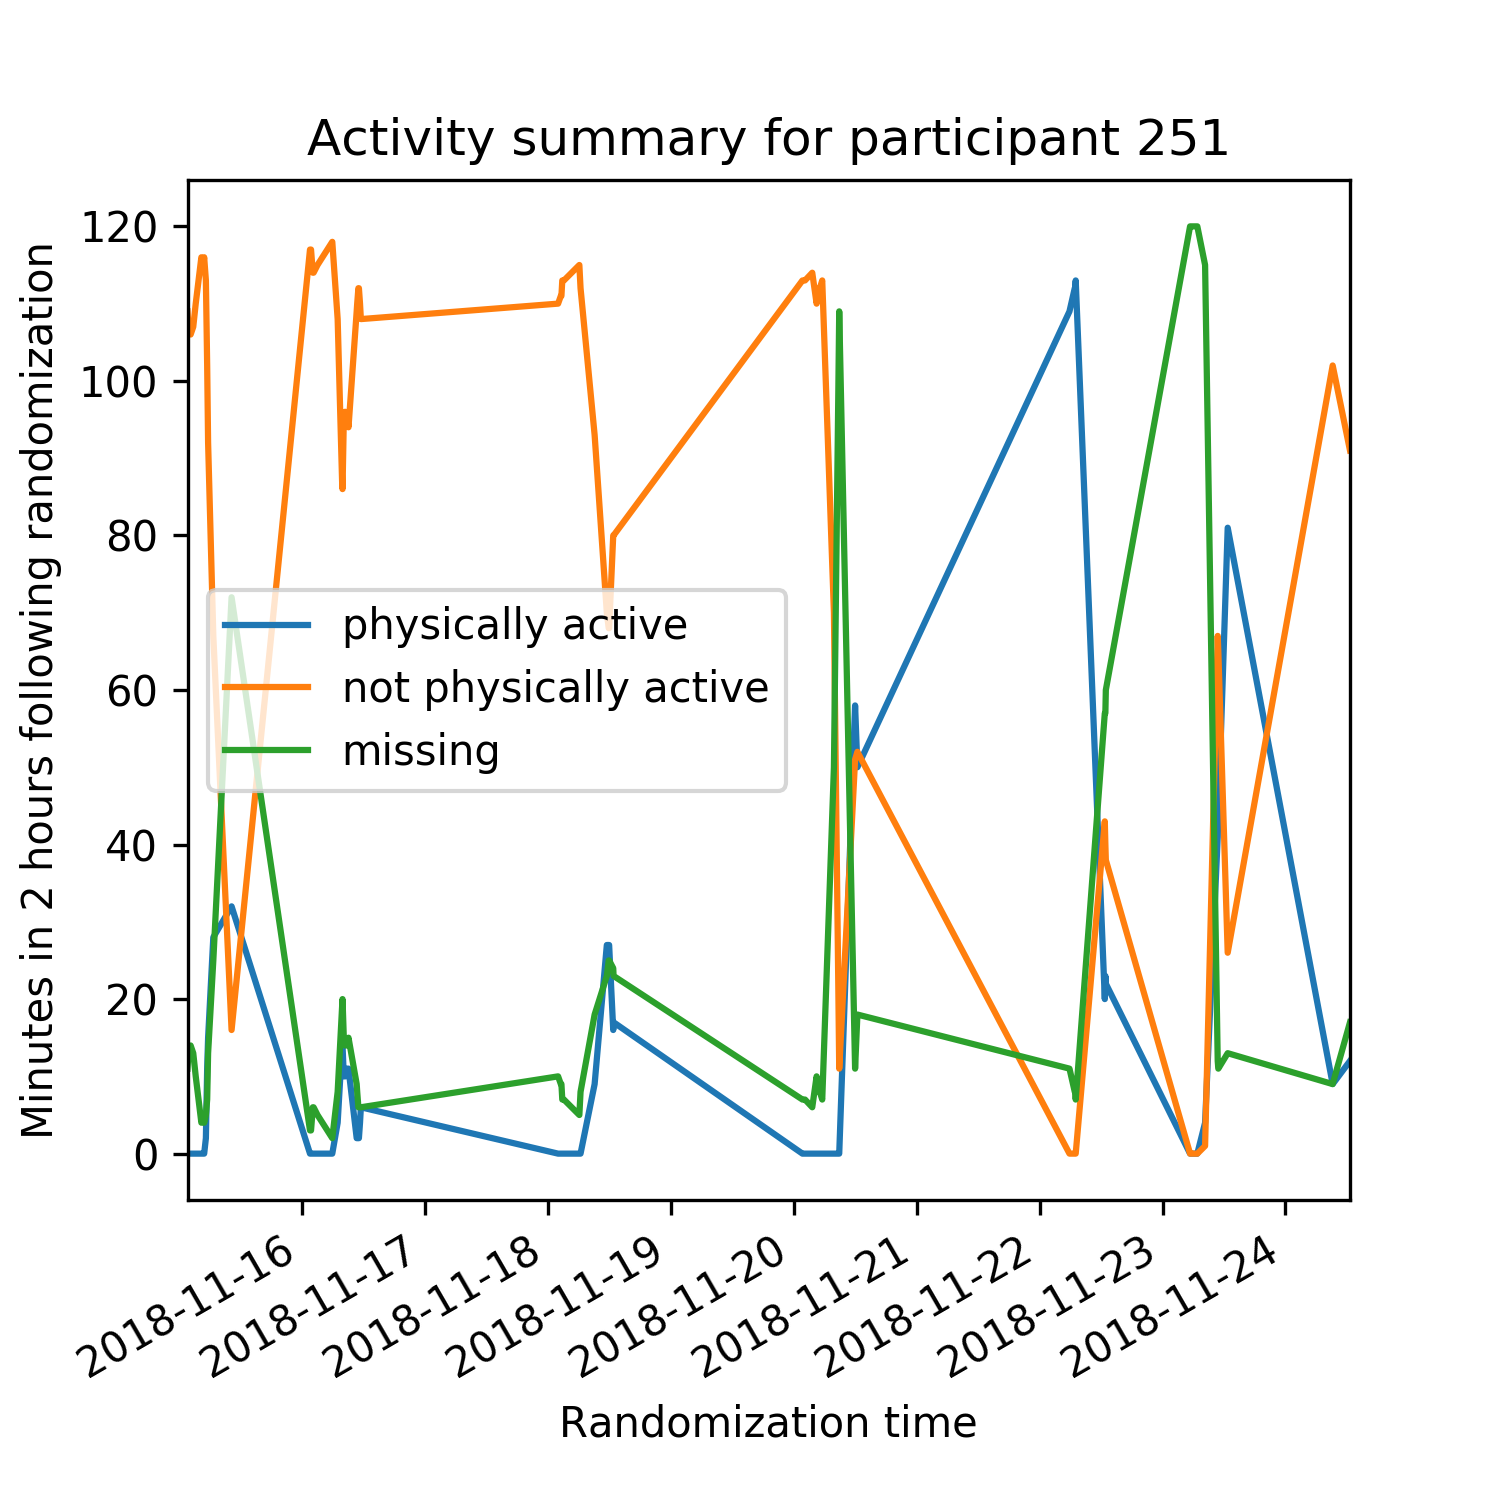 Activity summary for participant 251
Minutes in 2 hours following randomization
120
100
80
60
40
20
0
physically active
not physically active
missing
2018-11-16
2018-11-17
2018-11-18
2018-11-19
2018-11-20
2018-11-21
2018-11-22
2018-11-23
2018-11-24
Randomization time